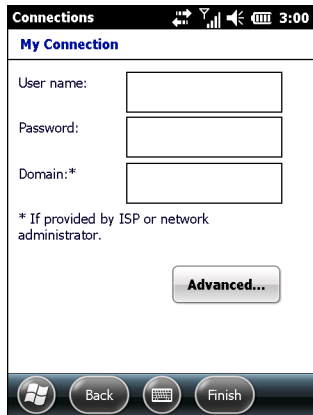 Connections 3:00
My Connection
User name:
Password:
Domain:*
* If provided by ISP or network
administrator.
Advanced...
Back Finish